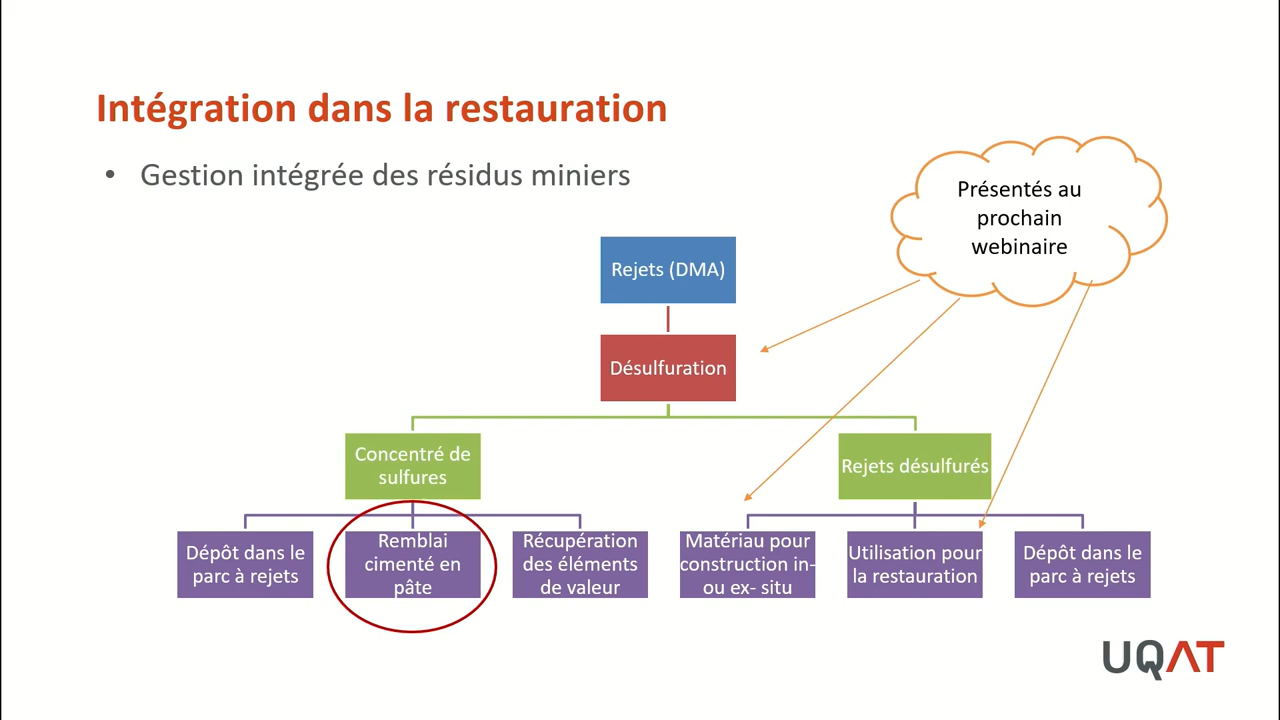 Intégration dans la restauration
• Gestion intégrée des résidus miniers
Présentés au
prochain
webinaire
Rejets (DMA)
Désulfuration
Concentré de
sulfures
Rejets désulfurés
Dépôt dans le
parc à rejets
Remblai
cimenté en
pâte
Récupération
des éléments
de valeur
Matériau pour
construction in-
ou ex- situ
Utilisation pour
la restauration
Dépôt dans le
parc à rejets
UQAT